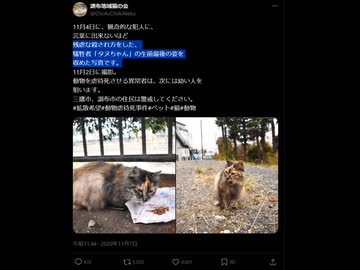 調布地域猫の会
@ChofuChiikiNeko
11月4日に、猟奇的な犯人に、
言葉に出来ないほど
残虐な殺され方をした、
犠牲者「タヌちゃん」の生前最後の姿を
収めた写真です。
11月2日に撮影。
動物を虐待死させる異常者は、次には幼い人を
狙います。
三鷹市、調布市の住民は警戒してください。
#拡散希望#動物虐待死事件#ペット#猫#動物
午前11:44 · 2020年11月7日